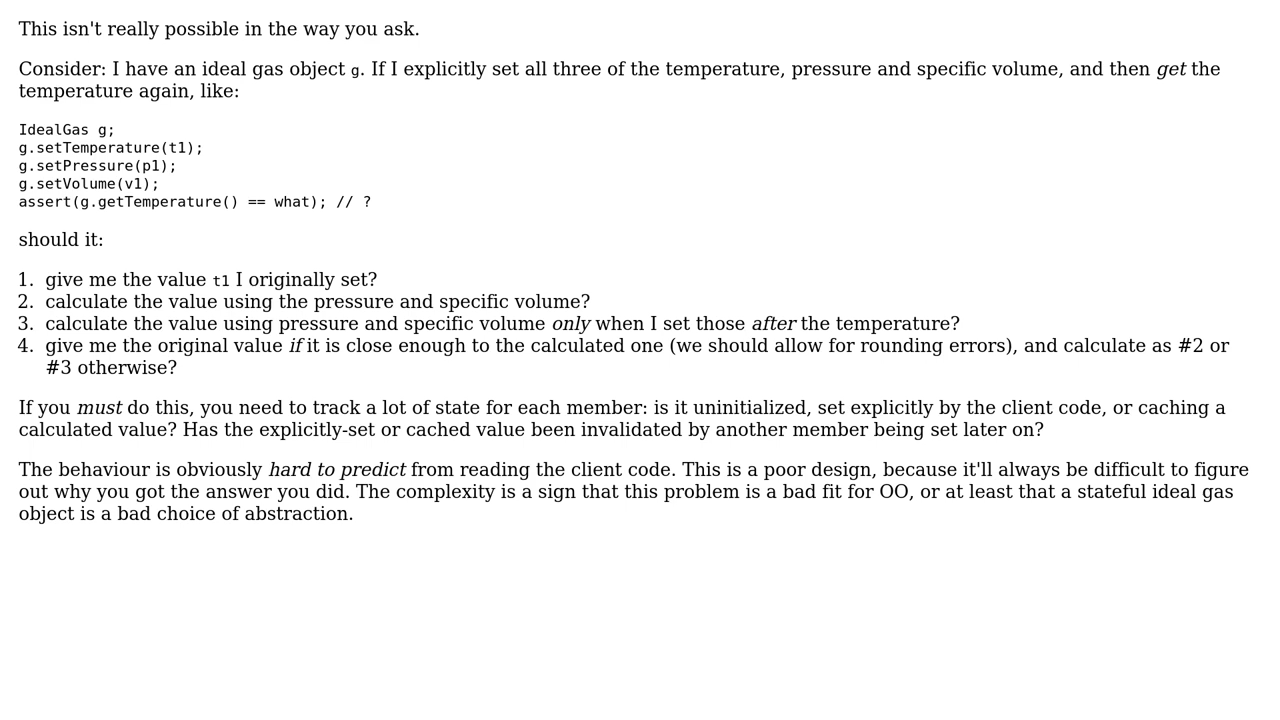 This isn't really possible in the way you ask.
Consider: I have an ideal gas object g. If I explicitly set all three of the temperature, pressure and specific volume, and then get the
temperature again, like:
IdealGas g;
g.setTemperature(t1);
g.setPressure(p1);
g.setVolume(v1);
assert(g.getTemperature() == what); // ?
should it:
1. give me the value t1 I originally set?
2. calculate the value using the pressure and specific volume?
3. calculate the value using pressure and specific volume only when I set those after the temperature?
4. give me the original value if it is close enough to the calculated one (we should allow for rounding errors), and calculate as #2 or
#3 otherwise?
If you must do this, you need to track a lot of state for each member: is it uninitialized, set explicitly by the client code, or caching a
calculated value? Has the explicitly-set or cached value been invalidated by another member being set later on?
The behaviour is obviously hard to predict from reading the client code. This is a poor design, because it'll always be difficult to figure
out why you got the answer you did. The complexity is a sign that this problem is a bad fit for OO, or at least that a stateful ideal gas
object is a bad choice of abstraction.